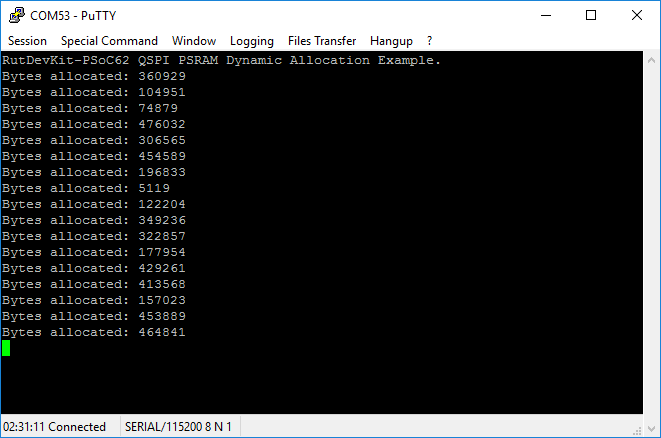 COM53 - PuTTY
Session Special Command Window Logging Files Transfer Hangup ?
RutDevKit-PSoC62 QSPI PSRAM Dynamic Allocation Example.
Bytes allocated: 360929
Bytes allocated: 104951
Bytes allocated: 74879
Bytes allocated: 476032
Bytes allocated: 306565
Bytes allocated: 454589
Bytes allocated: 196833
Bytes allocated: 5119
Bytes allocated: 122204
Bytes allocated: 349236
Bytes allocated: 322857
Bytes allocated: 177954
Bytes allocated: 429261
Bytes allocated: 413568
Bytes allocated: 157023
Bytes allocated: 453889
Bytes allocated: 464841
02:31:11 Connected SERIAL/115200 8 N 1